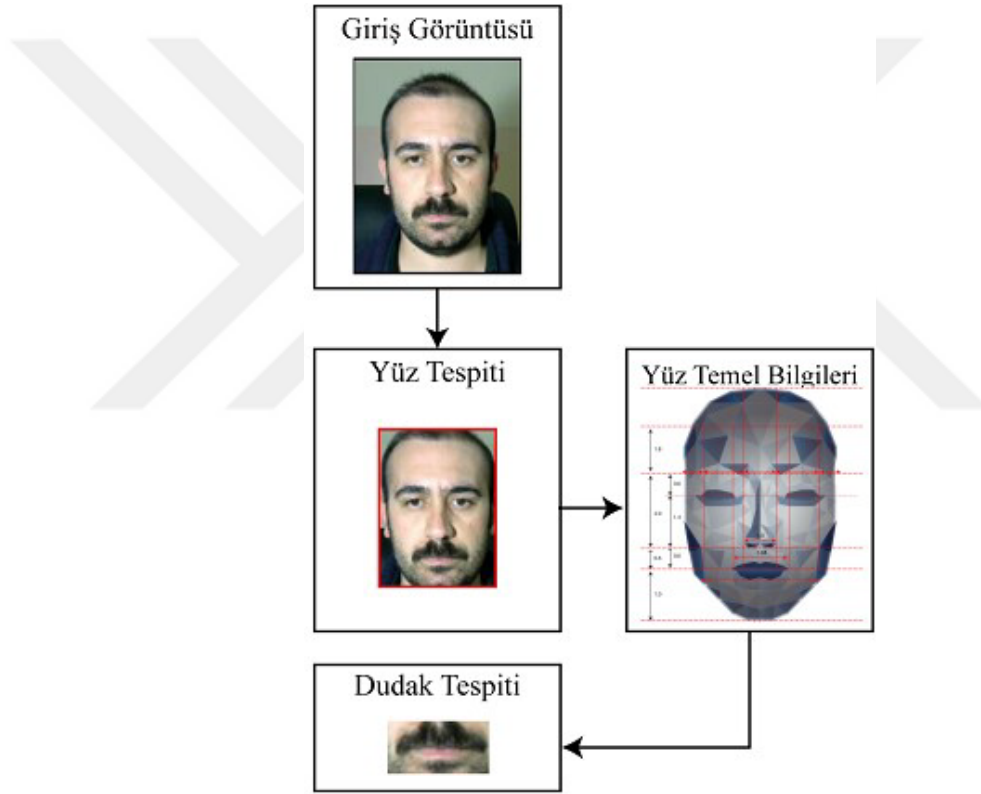 Giriş Görüntüsü
Yüz Tespiti
Yüz Temel Bilgileri
Dudak Tespiti